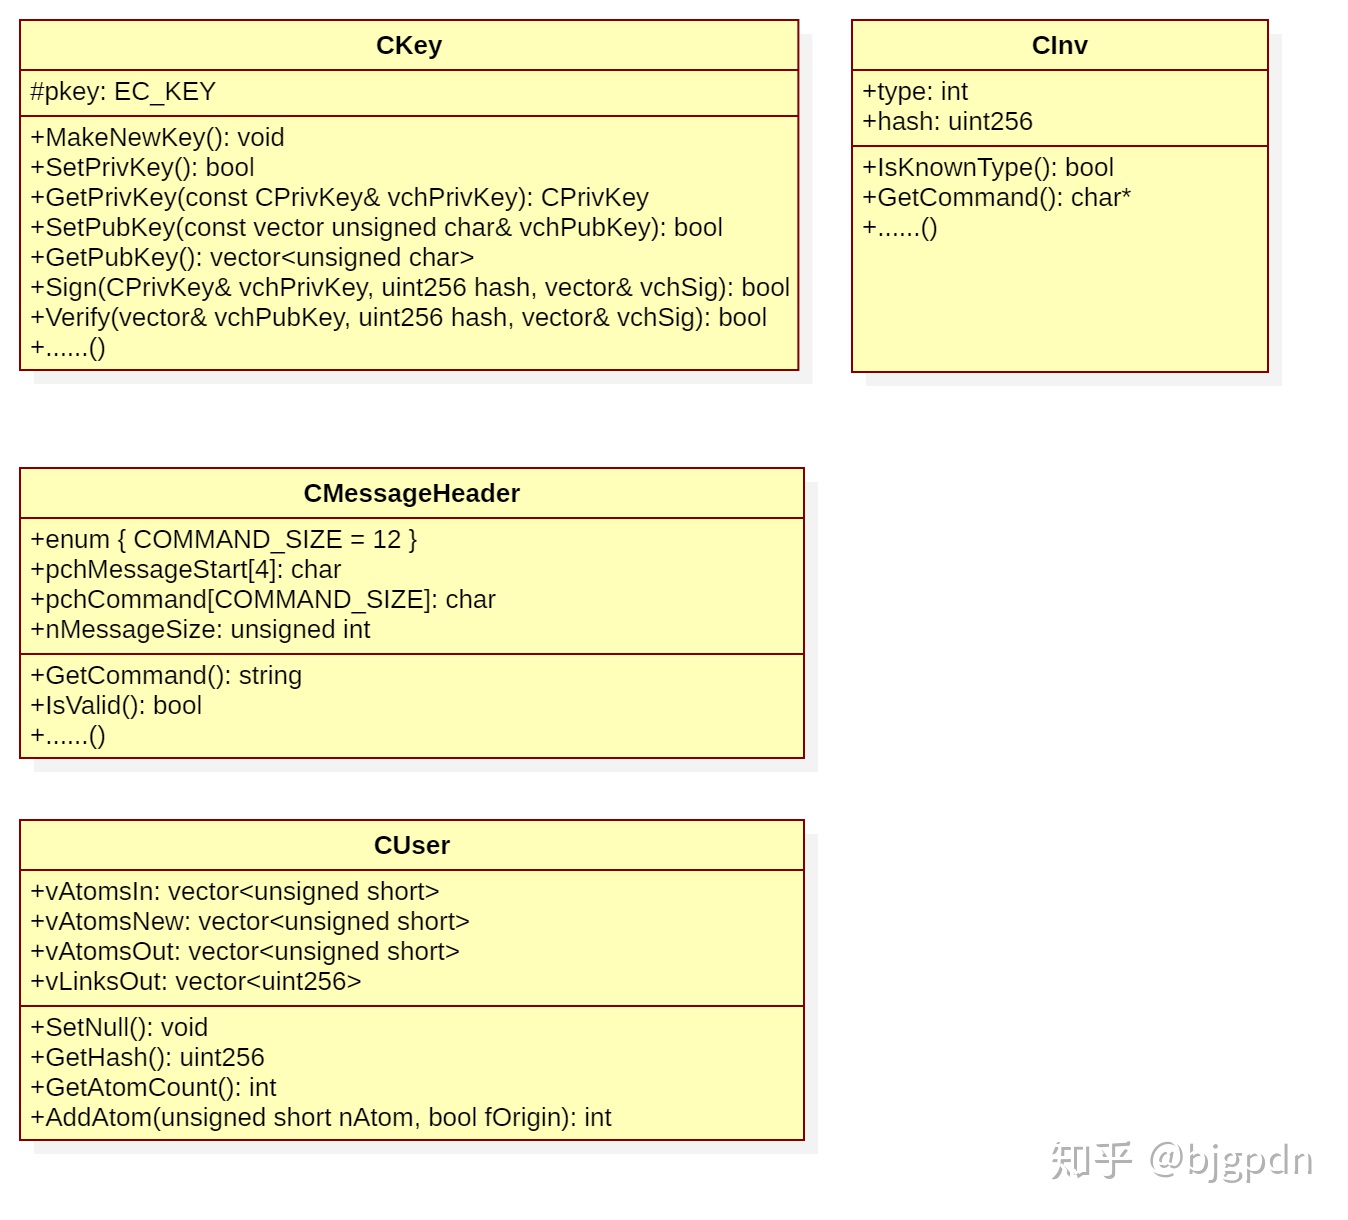 CKey
#pkey: EC_KEY
+MakeNewKey(): void
+SetPrivKey(): bool
+GetPrivKey(const CPrivKey& vchPrivKey): CPrivKey
+SetPubKey(const vector unsigned char& vchPubKey): bool
+GetPubKey(): vector<unsigned char>
+Sign(CPrivKey& vchPrivKey, uint256 hash, vector& vchSig): bool
+Verify(vector& vchPubKey, uint256 hash, vector& vchSig): bool
+......()
CInv
+type: int
+hash: uint256
+IsKnownType(): bool
+GetCommand(): char*
+......()
CMessageHeader
+enum { COMMAND_SIZE = 12 }
+pchMessageStart[4]: char
+pchCommand[COMMAND_SIZE]: char
+nMessageSize: unsigned int
+GetCommand(): string
+IsValid(): bool
+......()
CUser
+vAtomsIn: vector<unsigned short>
+vAtomsNew: vector<unsigned short>
+vAtomsOut: vector<unsigned short>
+vLinksOut: vector<uint256>
+SetNull(): void
+GetHash(): uint256
+GetAtomCount(): int
+AddAtom(unsigned short nAtom, bool fOrigin): int
知乎 @bjgpdn